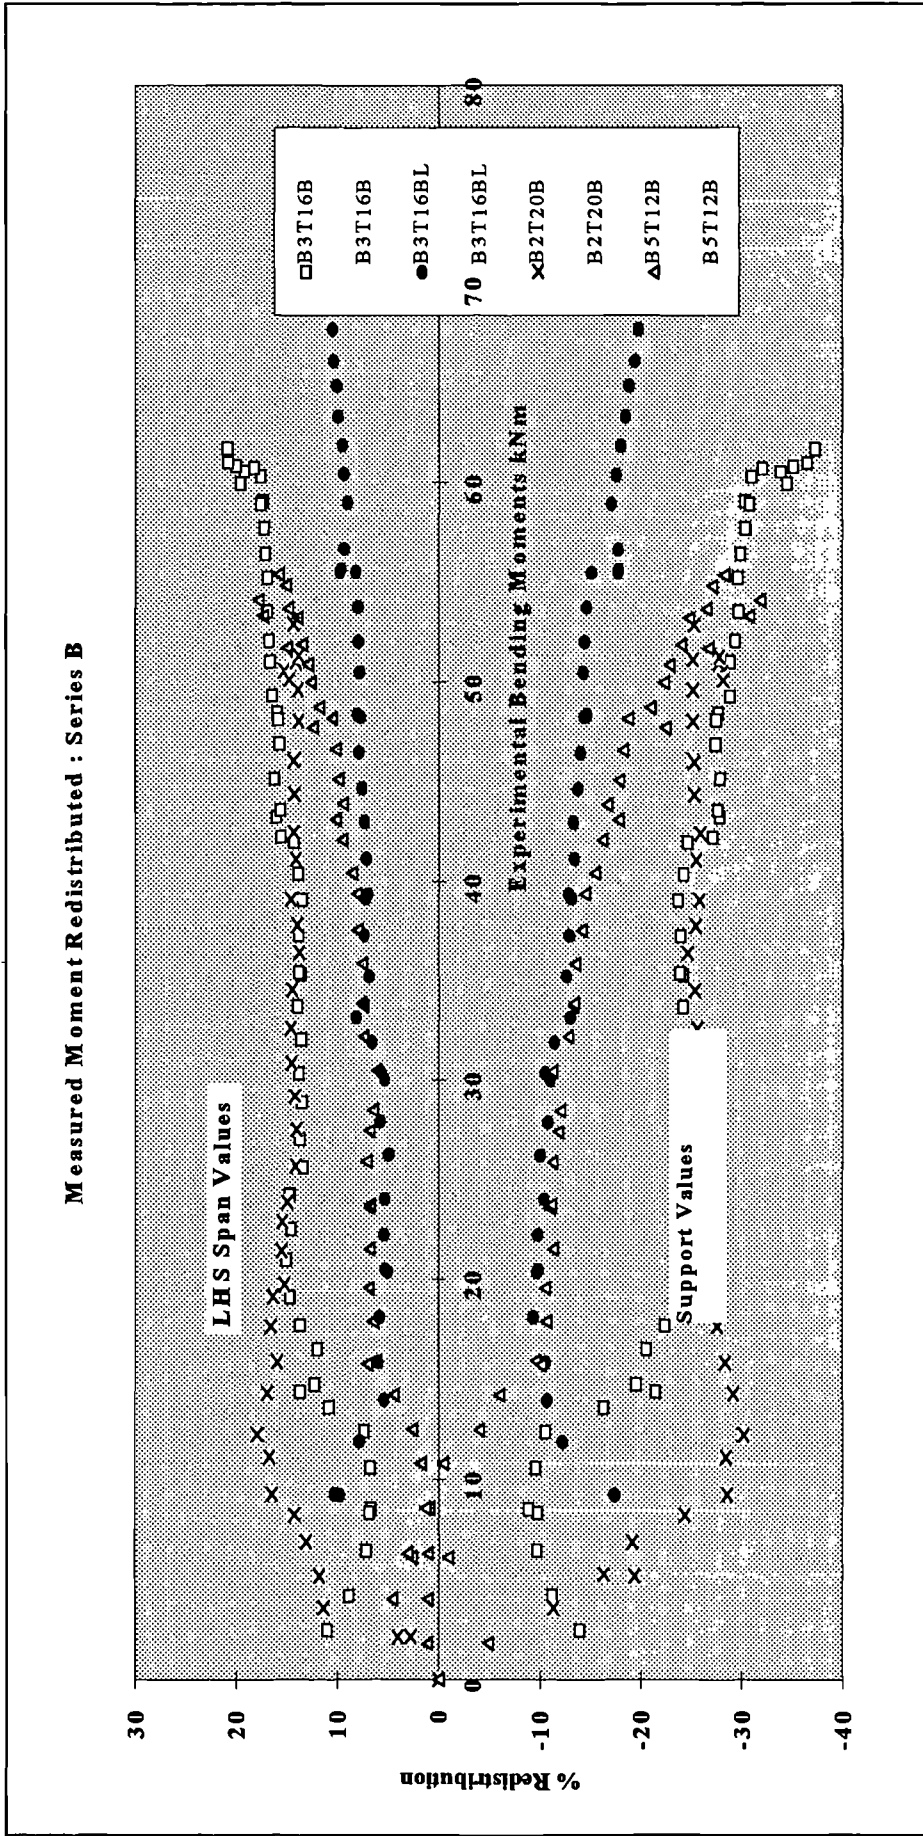 Measured Moment Redistributed : Series B
% Redistribution
30
20
10
0
-10
-20
-30
-40
0
10
20
30
40
50
60
70
80
Experimental Bending Moments kNm
LHS Span Values
Support Values
B3T16B
B3T16B
B3T16BL
B3T16BL
B2T20B
B2T20B
B5T12B
B5T12B